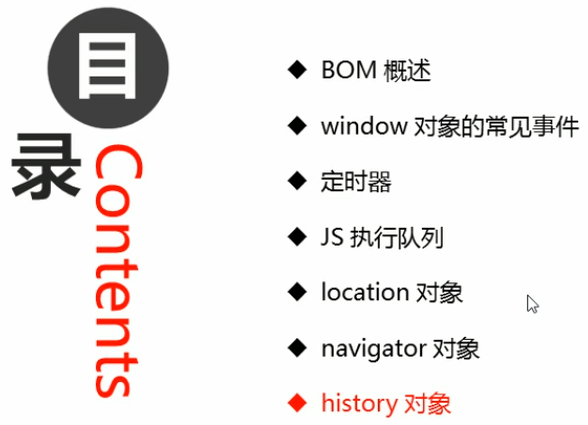 目录
Contents
◆ BOM 概述
◆ window 对象的常见事件
◆ 定时器
◆ JS 执行队列
◆ location 对象
◆ navigator 对象
◆ history 对象